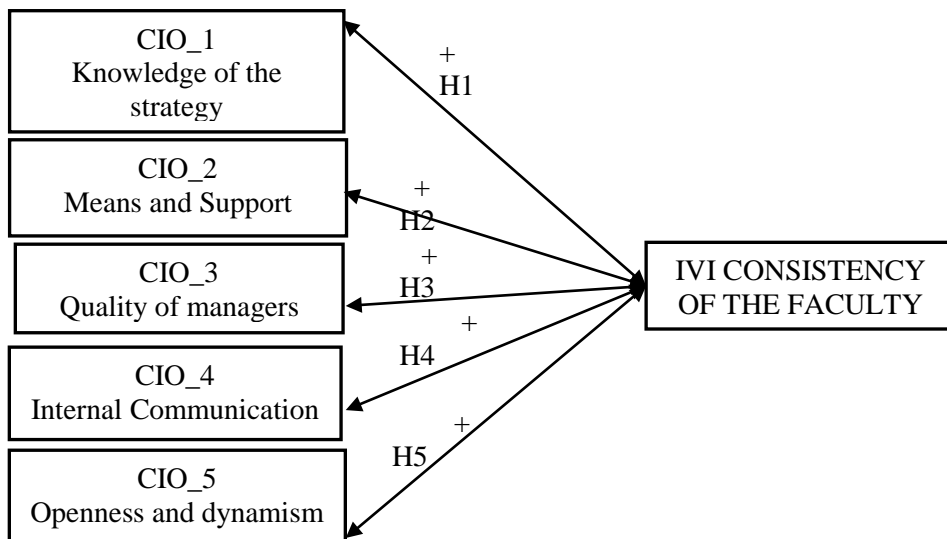 CIO_1
Knowledge of the
strategy
+
H1
CIO_2
Means and Support
+
H2
CIO_3
Quality of managers
+
H3
IVI CONSISTENCY
OF THE FACULTY
CIO_4
Internal Communication
+
H4
CIO_5
Openness and dynamism
+
H5